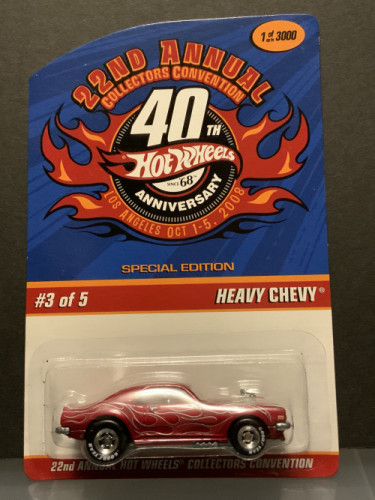 1 of
only 3000
22ND ANNUAL
COLLECTORS CONVENTION
40TH
Hot Wheels
SINCE 68'
ANNIVERSARY
LOS ANGELES OCT 1-5, 2008
SPECIAL EDITION
#3 of 5
HEAVY CHEVY®
22nd ANNUAL HOT WHEELS® COLLECTORS CONVENTION